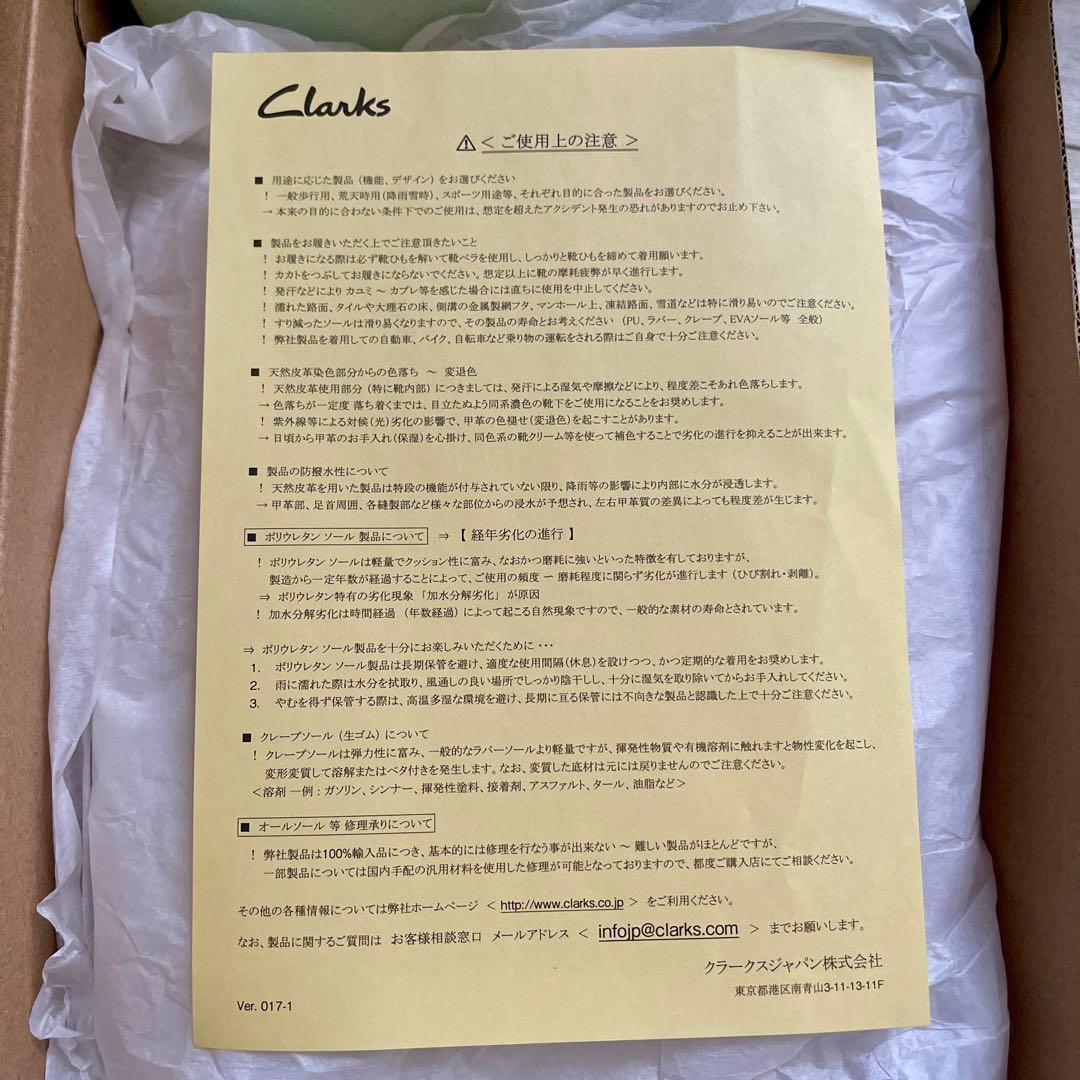 Clarks
⚠ < ご使用上の注意 >
■ 用途に応じた製品 (機能、デザイン) をお選びください
! 一般歩行用、荒天時用(降雨雪時)、スポーツ用途等、それぞれ目的に合った製品をお選びください。
→ 本来の目的に合わない条件下でのご使用は、想定を超えたアクシデント発生の恐れがありますのでお止め下さい。
■ 製品をお履きいただく上でご注意頂きたいこと
! お履きになる際は必ず靴ひもを解いて靴ベラを使用し、しっかりと靴ひもを締めて着用願います。
! カカトをつぶしてお履きにならないでください。想定以上に靴の摩耗疲弊が早く進行します。
! 発汗などにより カユミ ～ カブレ等を感じた場合には直ちに使用を中止してください。
! 濡れた路面、タイルや大理石の床、側溝の金属製網フタ、マンホール上、凍結路面、雪道などは特に滑り易いのでご注意ください。
! すり減ったソールは滑り易くなりますので、その製品の寿命とお考えください (PU、ラバー、クレープ、EVAソール等 全般)
! 弊社製品を着用しての自動車、バイク、自転車など乗り物の運転をされる際はご自身で十分ご注意ください。
■ 天然皮革染色部分からの色落ち ～ 変退色
! 天然皮革使用部分 (特に靴内部) につきましては、発汗による湿気や摩擦などにより、程度差こそあれ色落ちします。
→ 色落ちが一定度 落ち着くまでは、目立たぬよう同系濃色の靴下をご使用になることをお奨めします。
! 紫外線等による対候(光)劣化の影響で、甲革の色褪せ(変退色)を起こすことがあります。
→ 日頃から甲革のお手入れ(保湿)を心掛け、同色系の靴クリーム等を使って補色することで劣化の進行を抑えることが出来ます。
■ 製品の防撥水性について
! 天然皮革を用いた製品は特段の機能が付与されていない限り、降雨等の影響により内部に水分が浸透します。
→ 甲革部、足首周囲、各縫製部など様々な部位からの浸水が予想され、左右甲革質の差異によっても程度差が生じます。
■ ポリウレタン ソール 製品について ⇒ 【 経年劣化の進行 】
! ポリウレタン ソールは軽量でクッション性に富み、なおかつ磨耗に強いといった特徴を有しておりますが、
製造から一定年数が経過することによって、ご使用の頻度 ～ 磨耗程度に関らず劣化が進行します (ひび割れ・剥離)。
⇒ ポリウレタン特有の劣化現象 「加水分解劣化」 が原因
! 加水分解劣化は時間経過 (年数経過) によって起こる自然現象ですので、一般的な素材の寿命とされています。
⇒ ポリウレタン ソール製品を十分にお楽しみいただくために ・・・
1. ポリウレタン ソール製品は長期保管を避け、適度な使用間隔(休息)を設けつつ、かつ定期的な着用をお奨めします。
2. 雨に濡れた際は水分を拭取り、風通しの良い場所でしっかり陰干しし、十分に湿気を取り除いてからお手入れしてください。
3. やむを得ず保管する際は、高温多湿な環境を避け、長期に亘る保管には不向きな製品と認識した上で十分ご注意ください。
■ クレープソール (生ゴム) について
! クレープソールは弾力性に富み、一般的なラバーソールより軽量ですが、揮発性物質や有機溶剤に触れますと物性変化を起こし、
変形変質して溶解またはベタ付きを発生します。なお、変質した底材は元には戻りませんのでご注意ください。
<溶剤 一例 : ガソリン、シンナー、揮発性塗料、接着剤、アスファルト、タール、油脂など>
■ オールソール 等 修理承りについて
! 弊社製品は100%輸入品につき、基本的には修理を行なう事が出来ない ～ 難しい製品がほとんどですが、
一部製品については国内手配の汎用材料を使用した修理が可能となっておりますので、都度ご購入店にてご相談ください。
その他の各種情報については弊社ホームページ < http://www.clarks.co.jp > をご利用ください。
なお、製品に関するご質問は お客様相談窓口 メールアドレス < infojp@clarks.com > までお願いします。
クラークスジャパン株式会社
東京都港区南青山3-11-13-11F
Ver. 017-1